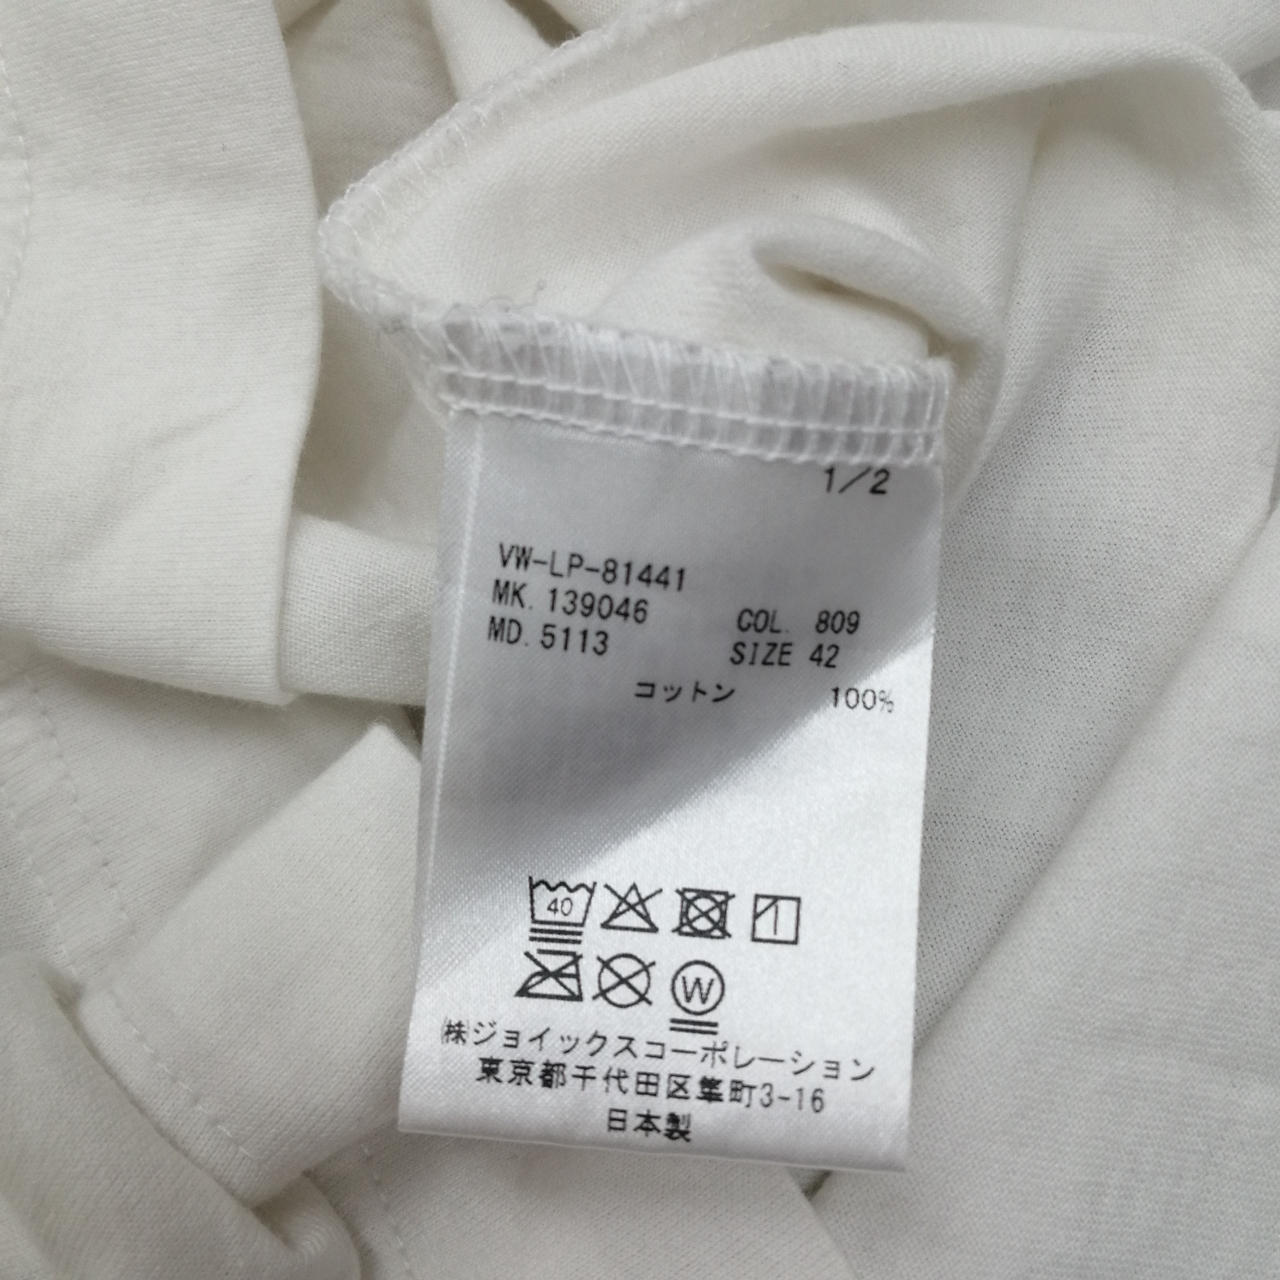 1/2
VW-LP-81441
MK. 139046 COL. 809
MD. 5113 SIZE 42
コットン 100%
40
W
㈱ジョイックスコーポレーション
東京都千代田区隼町3-16
日本製